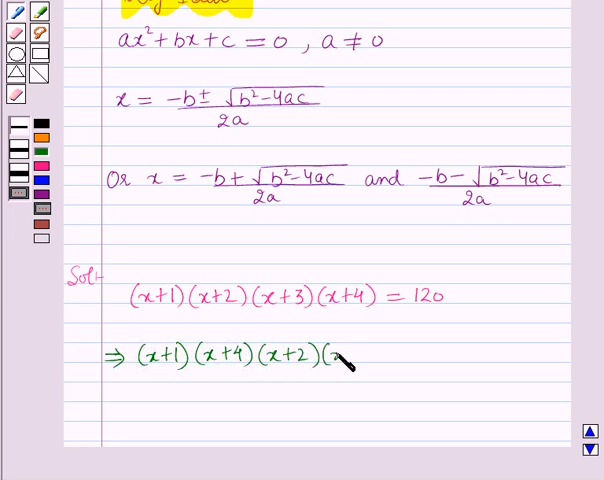 ax² + bx + c = 0 , a ≠ 0
x = (-b ± √(b² - 4ac)) / 2a
Or x = (-b + √(b² - 4ac)) / 2a and (-b - √(b² - 4ac)) / 2a
Sol:-
(x+1)(x+2)(x+3)(x+4) = 120
⇒ (x+1)(x+4)(x+2)(x